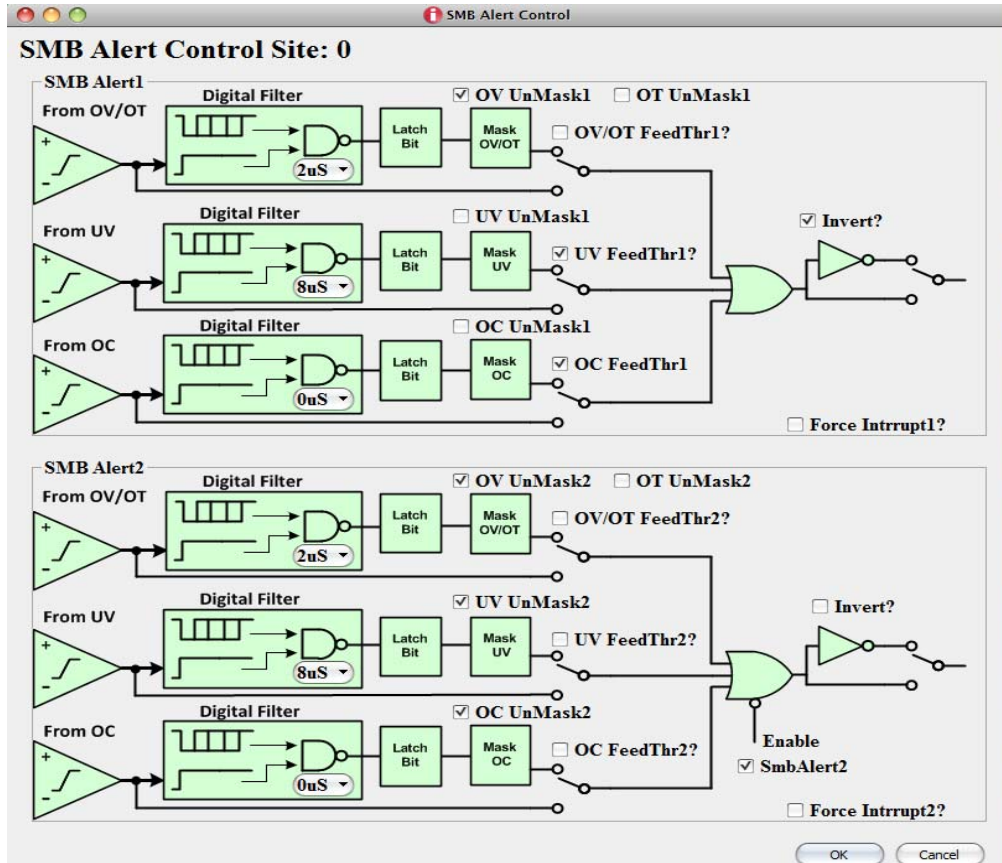 SMB Alert Control
SMB Alert Control Site: 0
SMB Alert1
From OV/OT
Digital Filter
2uS
Latch
Bit
Mask
OV/OT
OV UnMask1
OT UnMask1
OV/OT FeedThr1?
From UV
Digital Filter
8uS
Latch
Bit
Mask
UV
UV UnMask1
UV FeedThr1?
From OC
Digital Filter
0uS
Latch
Bit
Mask
OC
OC UnMask1
OC FeedThr1
Invert?
Force Intrrupt1?
SMB Alert2
From OV/OT
Digital Filter
2uS
Latch
Bit
Mask
OV/OT
OV UnMask2
OT UnMask2
OV/OT FeedThr2?
From UV
Digital Filter
8uS
Latch
Bit
Mask
UV
UV UnMask2
UV FeedThr2?
From OC
Digital Filter
0uS
Latch
Bit
Mask
OC
OC UnMask2
OC FeedThr2?
Invert?
Enable
SmbAlert2
Force Intrrupt2?
OK
Cancel